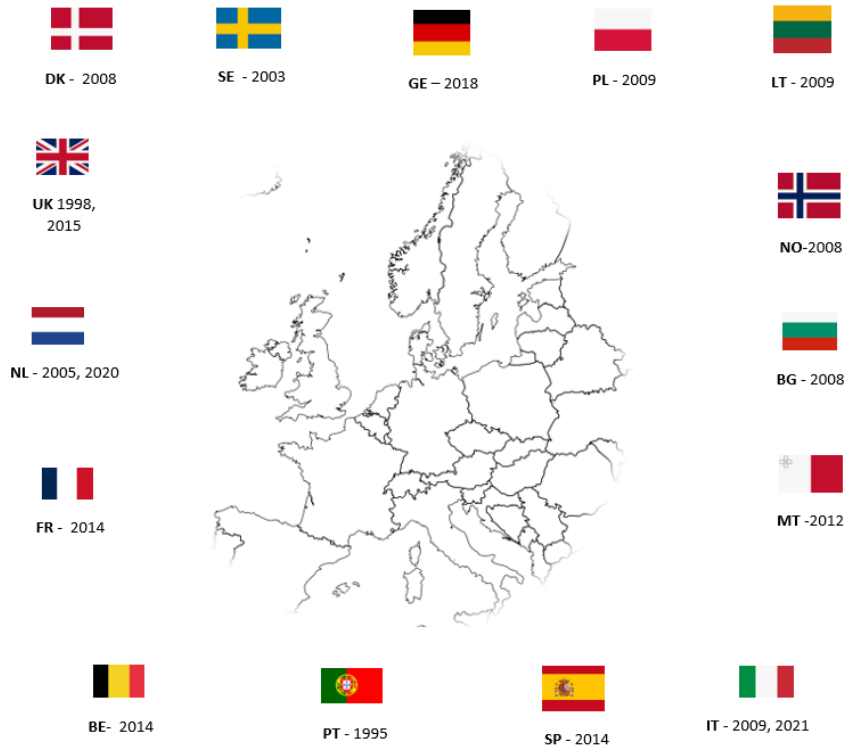 DK - 2008
SE - 2003
GE – 2018
PL - 2009
LT - 2009
UK 1998,
2015
NO-2008
NL - 2005, 2020
BG - 2008
FR - 2014
MT -2012
BE- 2014
PT - 1995
SP - 2014
IT - 2009, 2021